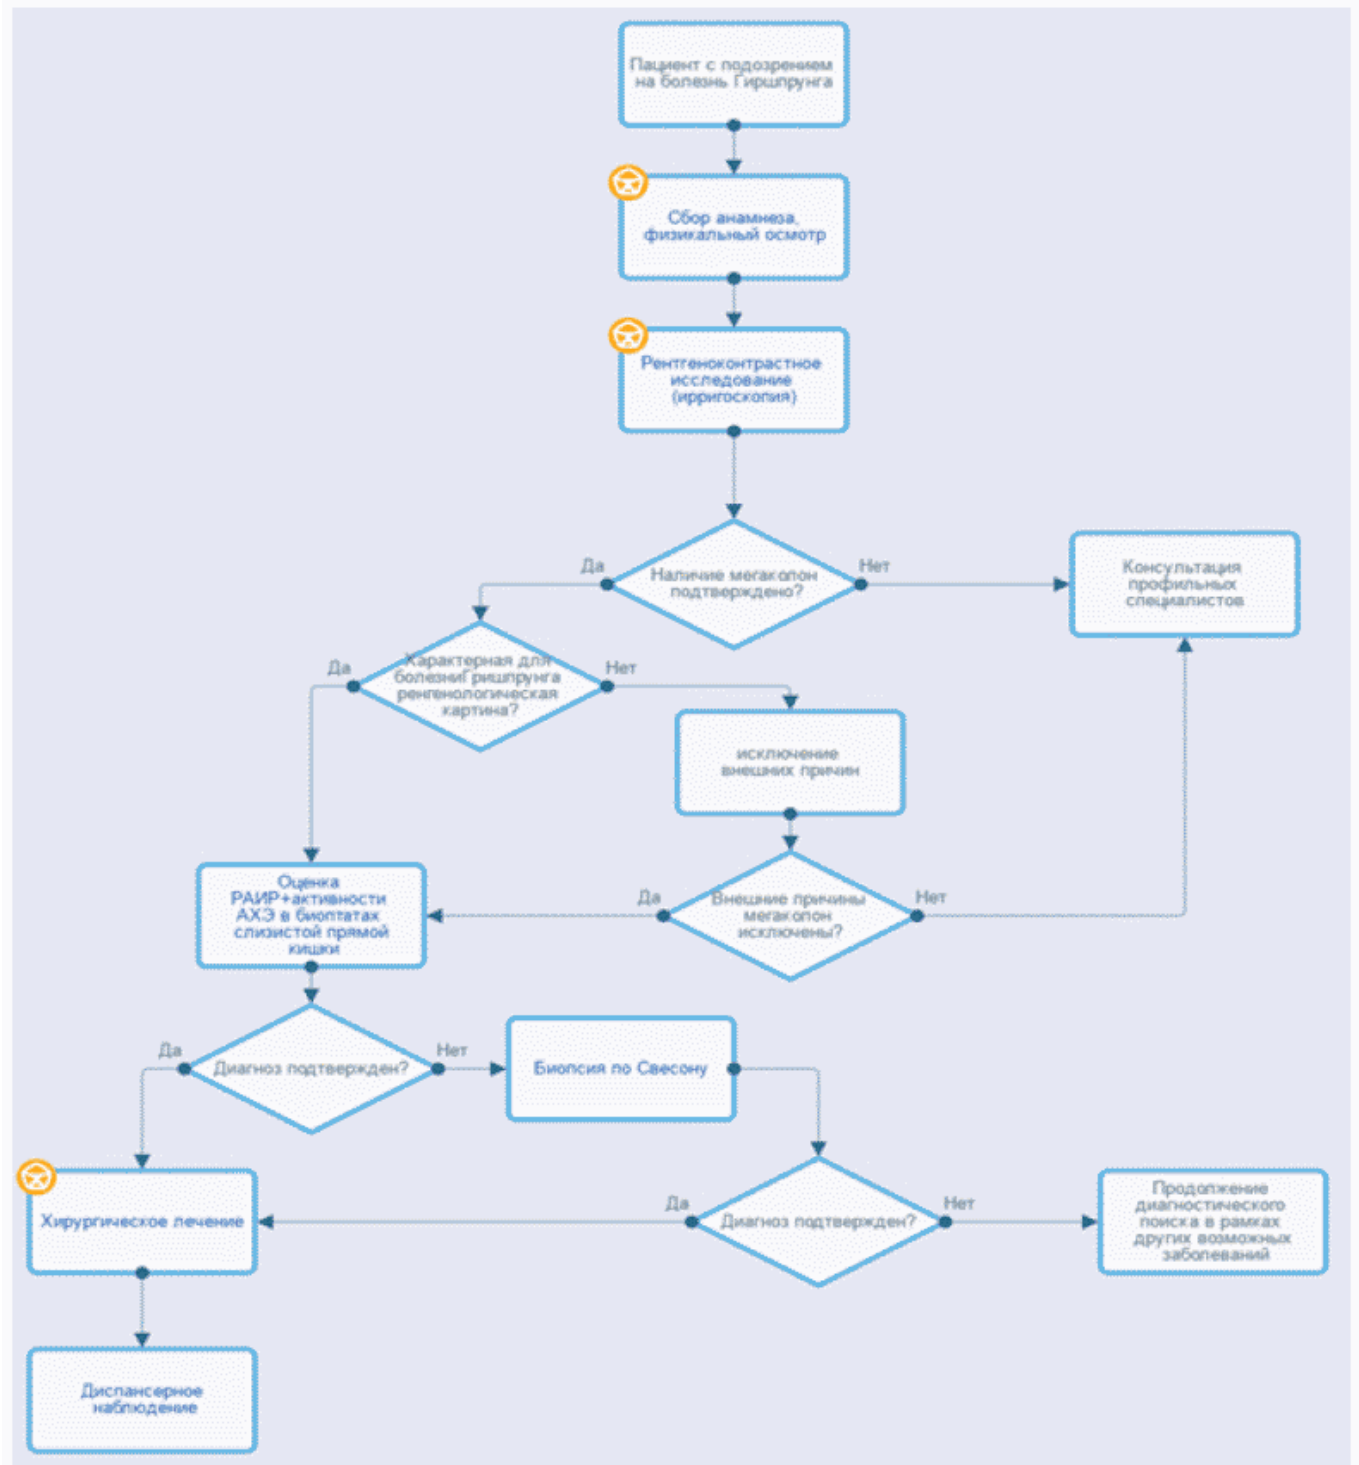 Пациент с подозрением
на болезнь Гиршпрунга
Сбор анамнеза,
физикальный осмотр
Рентгеноконтрастное
исследование
(ирригоскопия)
Да
Наличие мегаколон
подтверждено?
Нет
Консультация
профильных
специалистов
Да
Характерная для
болезниГришпрунга
ренгенологическая
картина?
Нет
исключение
внешних причин
Оценка
РАИР+активности
АХЭ в биоптатах
слизистой прямой
кишки
Да
Внешние причины
мегаколон
исключены?
Нет
Да
Диагноз подтвержден?
Нет
Биопсия по Свесону
Хирургическое лечение
Да
Диагноз подтвержден?
Нет
Продолжение
диагностического
поиска в рамках
других возможных
заболеваний
Диспансерное
наблюдение